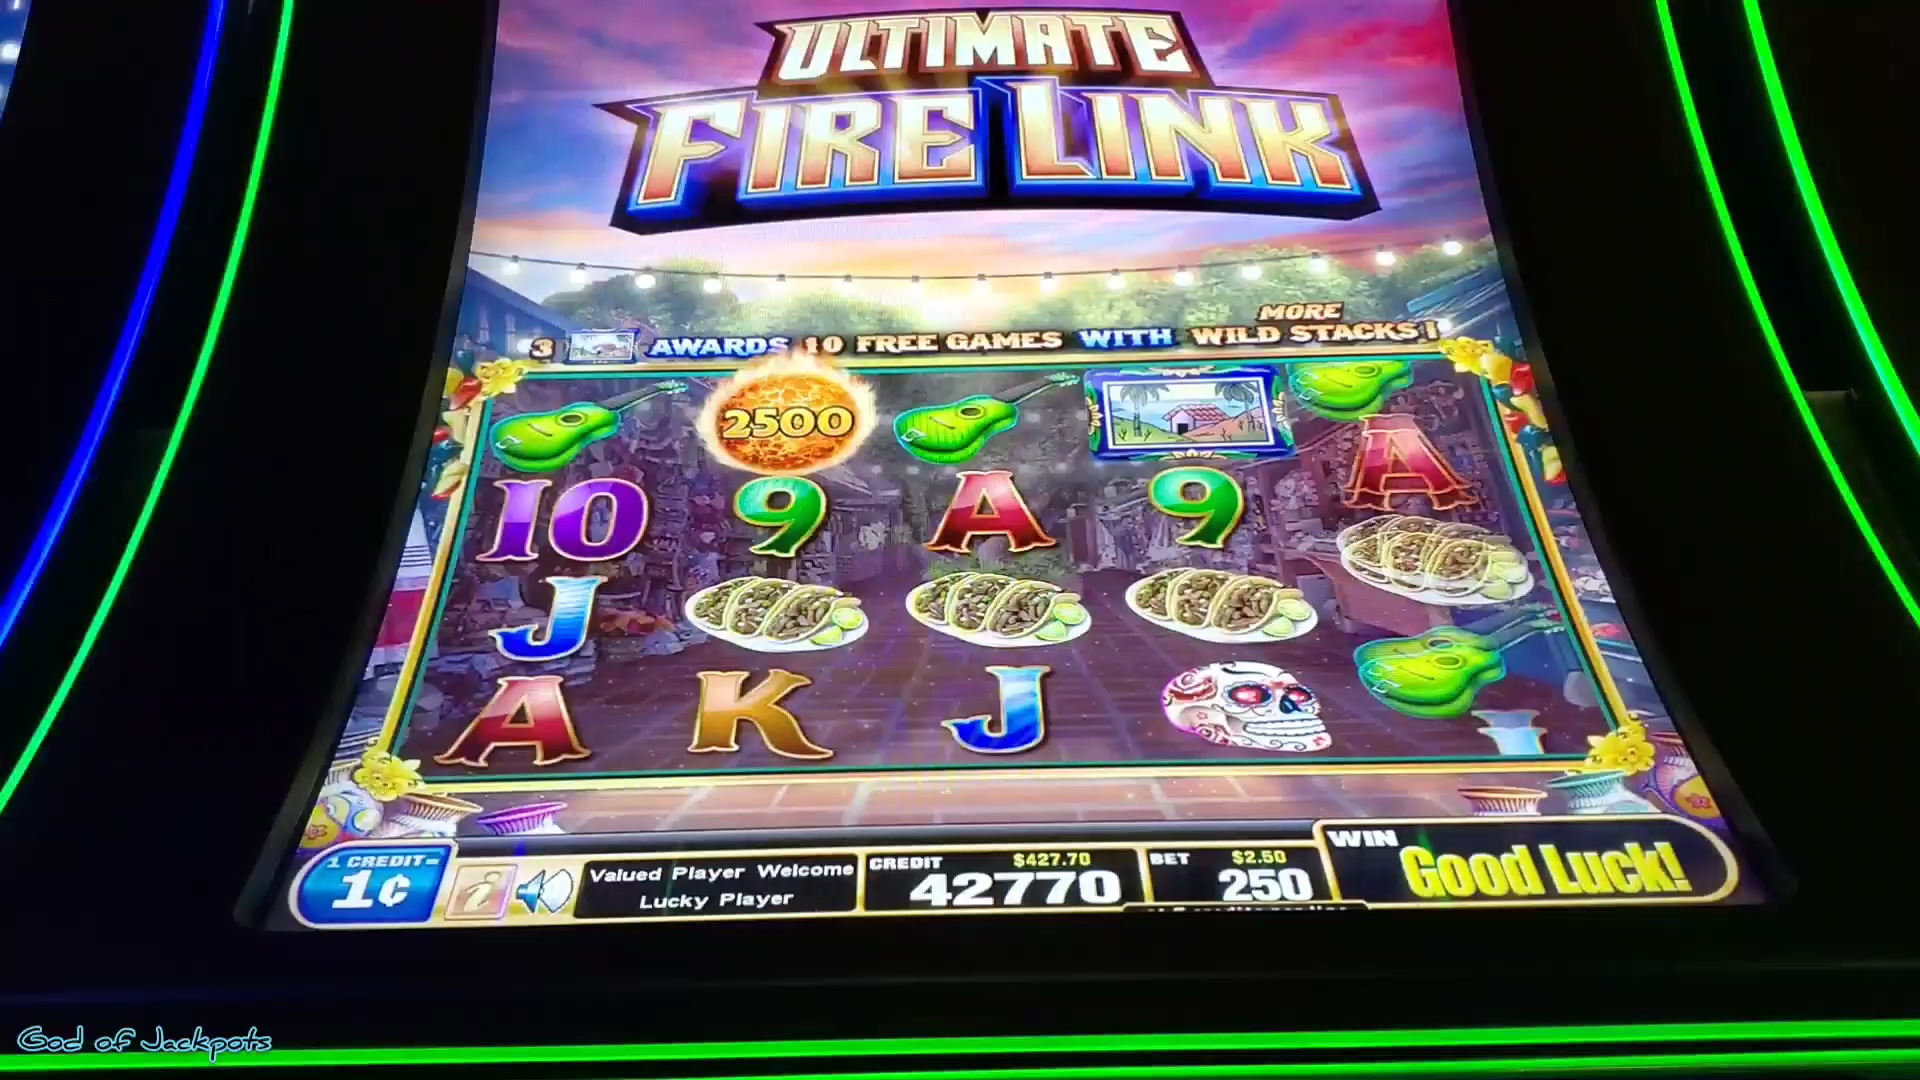 ULTIMATE
FIRE LINK
3 AWARDS 10 FREE GAMES WITH MORE WILD STACKS!
2500
10 9 A 9 A
J
A K J
1 CREDIT=
1¢
i
Valued Player Welcome
Lucky Player
CREDIT $427.70
42770
BET $2.50
250
WIN
Good Luck!
God of Jackpots